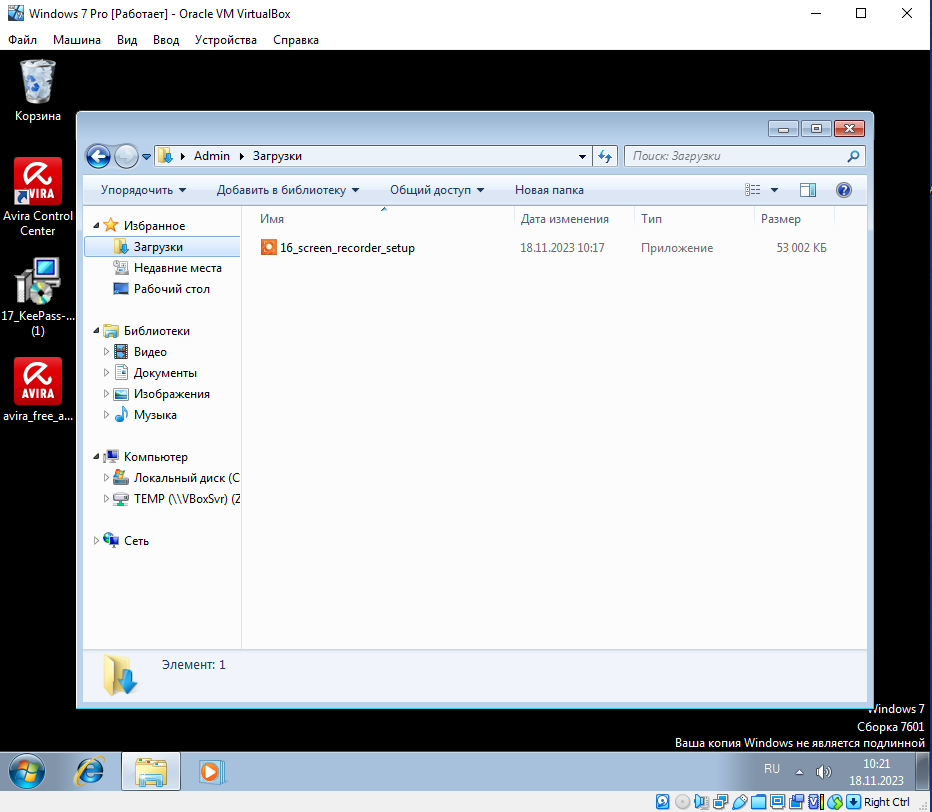 Windows 7 Pro [Работает] - Oracle VM VirtualBox
Файл Машина Вид Ввод Устройства Справка
Корзина
AVIRA
Avira Control
Center
17_KeePass-...
(1)
AVIRA
avira_free_a...
Admin Загрузки Поиск: Загрузки
Упорядочить Добавить в библиотеку Общий доступ Новая папка
Имя Дата изменения Тип Размер
16_screen_recorder_setup 18.11.2023 10:17 Приложение 53 002 КБ
Избранное
Загрузки
Недавние места
Рабочий стол
Библиотеки
Видео
Документы
Изображения
Музыка
Компьютер
Локальный диск (C
TEMP (\\VBoxSvr) (Z
Сеть
Элемент: 1
Windows 7
Сборка 7601
Ваша копия Windows не является подлинной
RU 10:21
18.11.2023
Right Ctrl